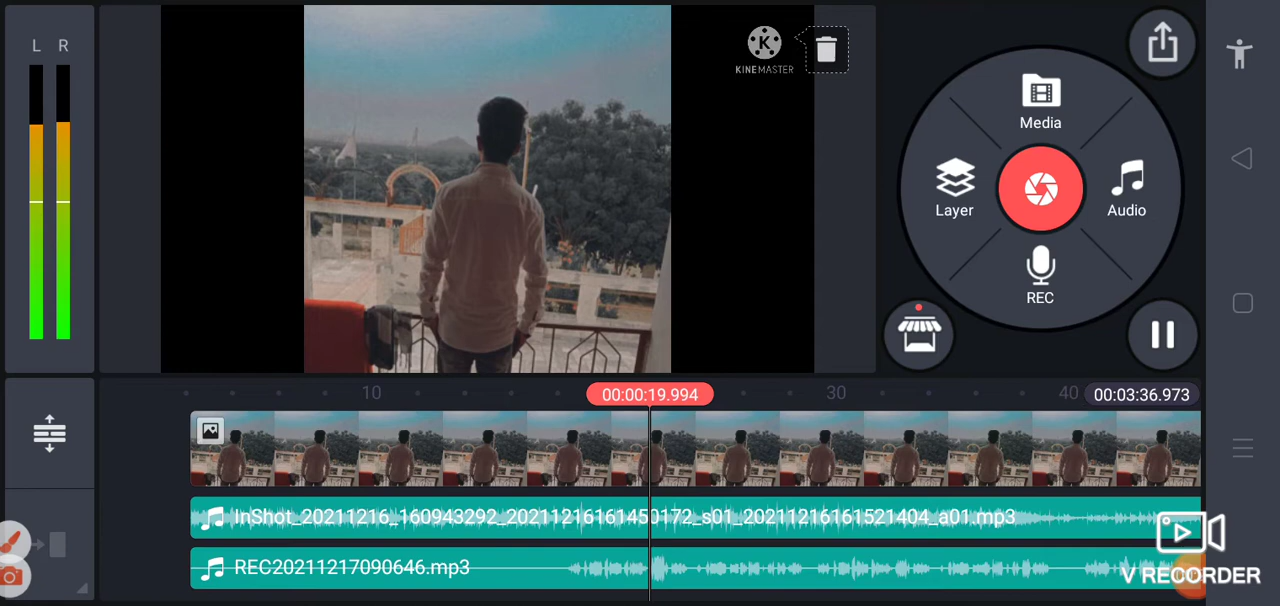 L R
KINEMASTER
Media
Layer
Audio
REC
10
00:00:19.994
30
40
00:03:36.973
InShot_20211216_160943292_20211216161450172_s01_20211216161521404_a01.mp3
REC20211217090646.mp3
V RECORDER